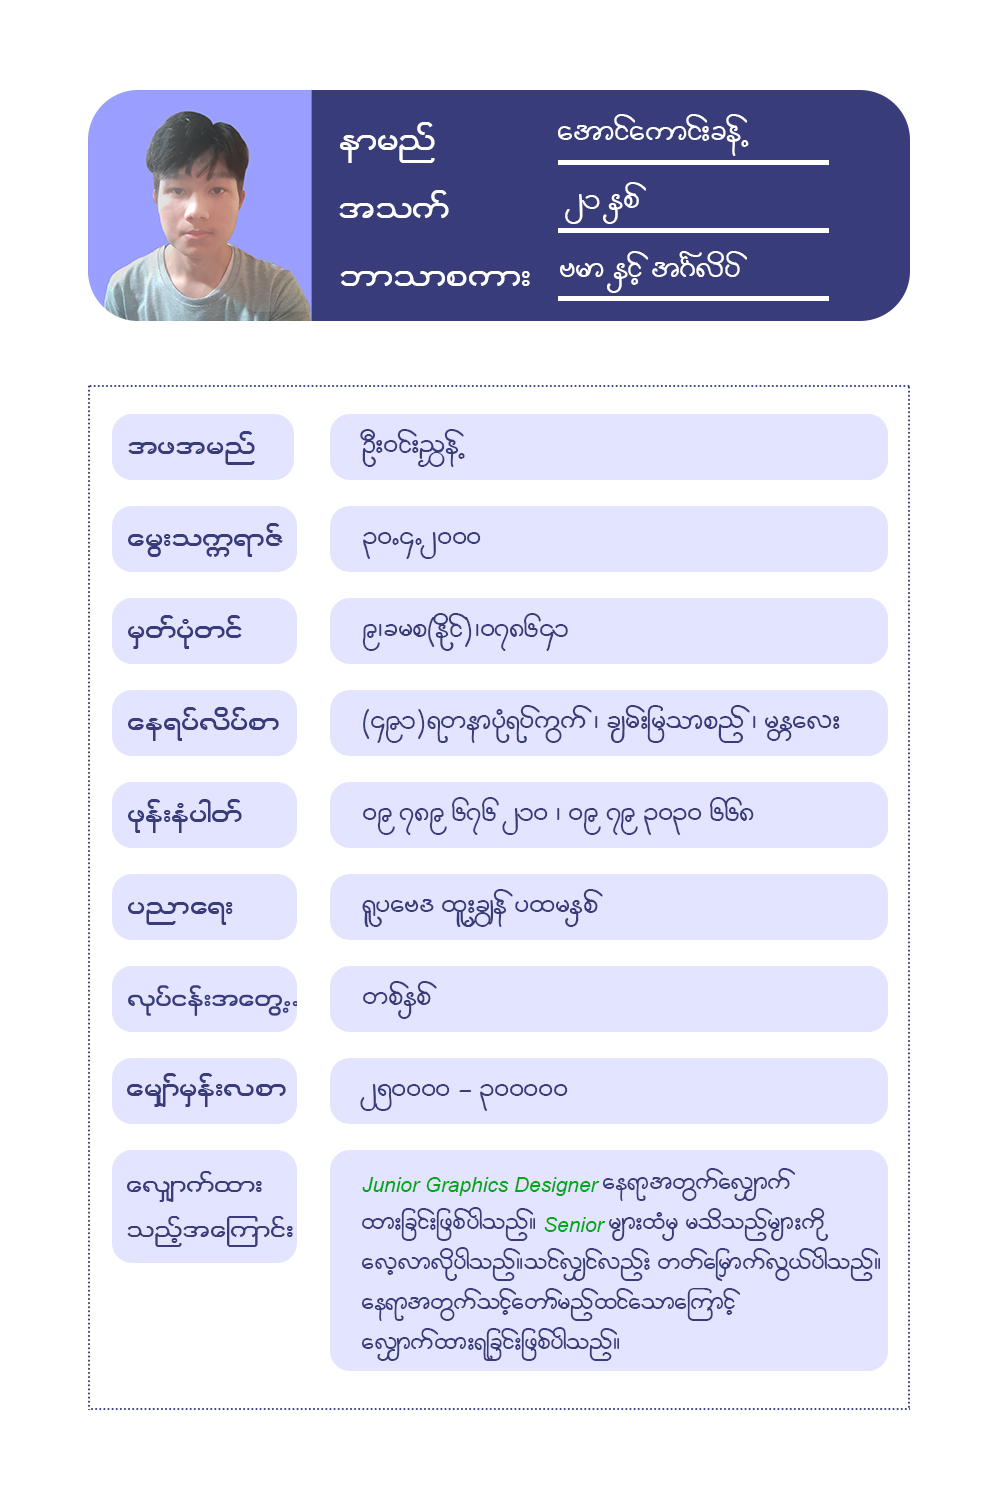 နာမည် အောင်ကောင်းခန့်
အသက် ၂၁ နှစ်
ဘာသာစကား ဗမာ နှင့် အင်္ဂလိပ်
အဖအမည် ဦးဝင်းညွှန့်
မွေးသက္ကရာဇ် ၃၀.၄.၂၀၀၀
မှတ်ပုံတင် ၉၊ခမစ(နိုင်)၊၀၇၈၆၄၁
နေရပ်လိပ်စာ (၄၉၁)ရတနာပုံရပ်ကွက် ၊ ချမ်းမြသာစည် ၊ မန္တလေး
ဖုန်းနံပါတ် ၀၉ ၇၈၉ ၆၇၆ ၂၁၀ ၊ ၀၉ ၇၉ ၃၀၃၀ ၆၆၈
ပညာရေး ရူပဗေဒ ထူးချွန် ပထမနှစ်
လုပ်ငန်းအတွေ့. တစ်နှစ်
မျှော်မှန်းလစာ ၂၅၀၀၀၀ – ၃၀၀၀၀၀
လျှောက်ထား
သည့်အကြောင်း
Junior Graphics Designer နေရာအတွက်လျှောက်
ထားခြင်းဖြစ်ပါသည်။ Senior များထံမှ မသိသည်များကို
လေ့လာလိုပါသည်။သင်လျှင်လည်း တတ်မြောက်လွယ်ပါသည်။
နေရာအတွက်သင့်တော်မည်ထင်သောကြောင့်
လျှောက်ထားရခြင်းဖြစ်ပါသည်။